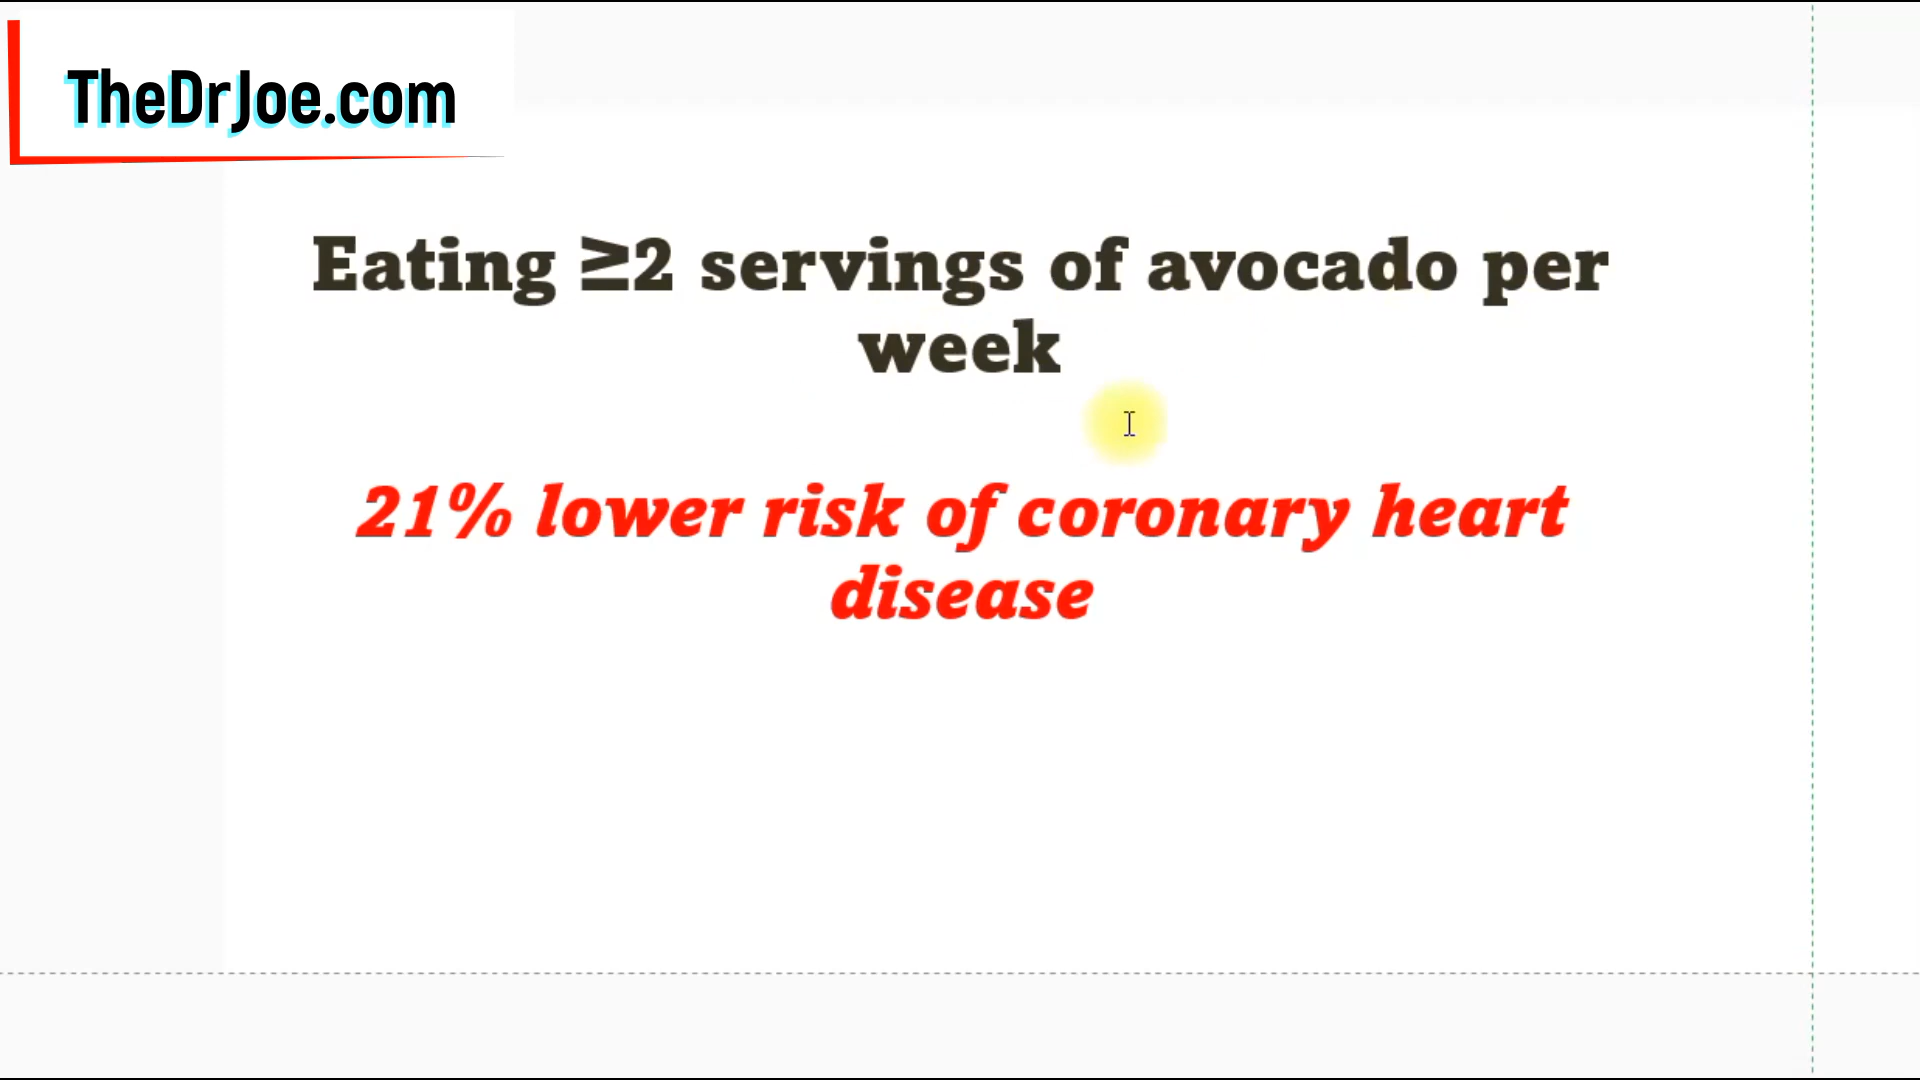 TheDrJoe.com
Eating ≥2 servings of avocado per
week
21% lower risk of coronary heart
disease